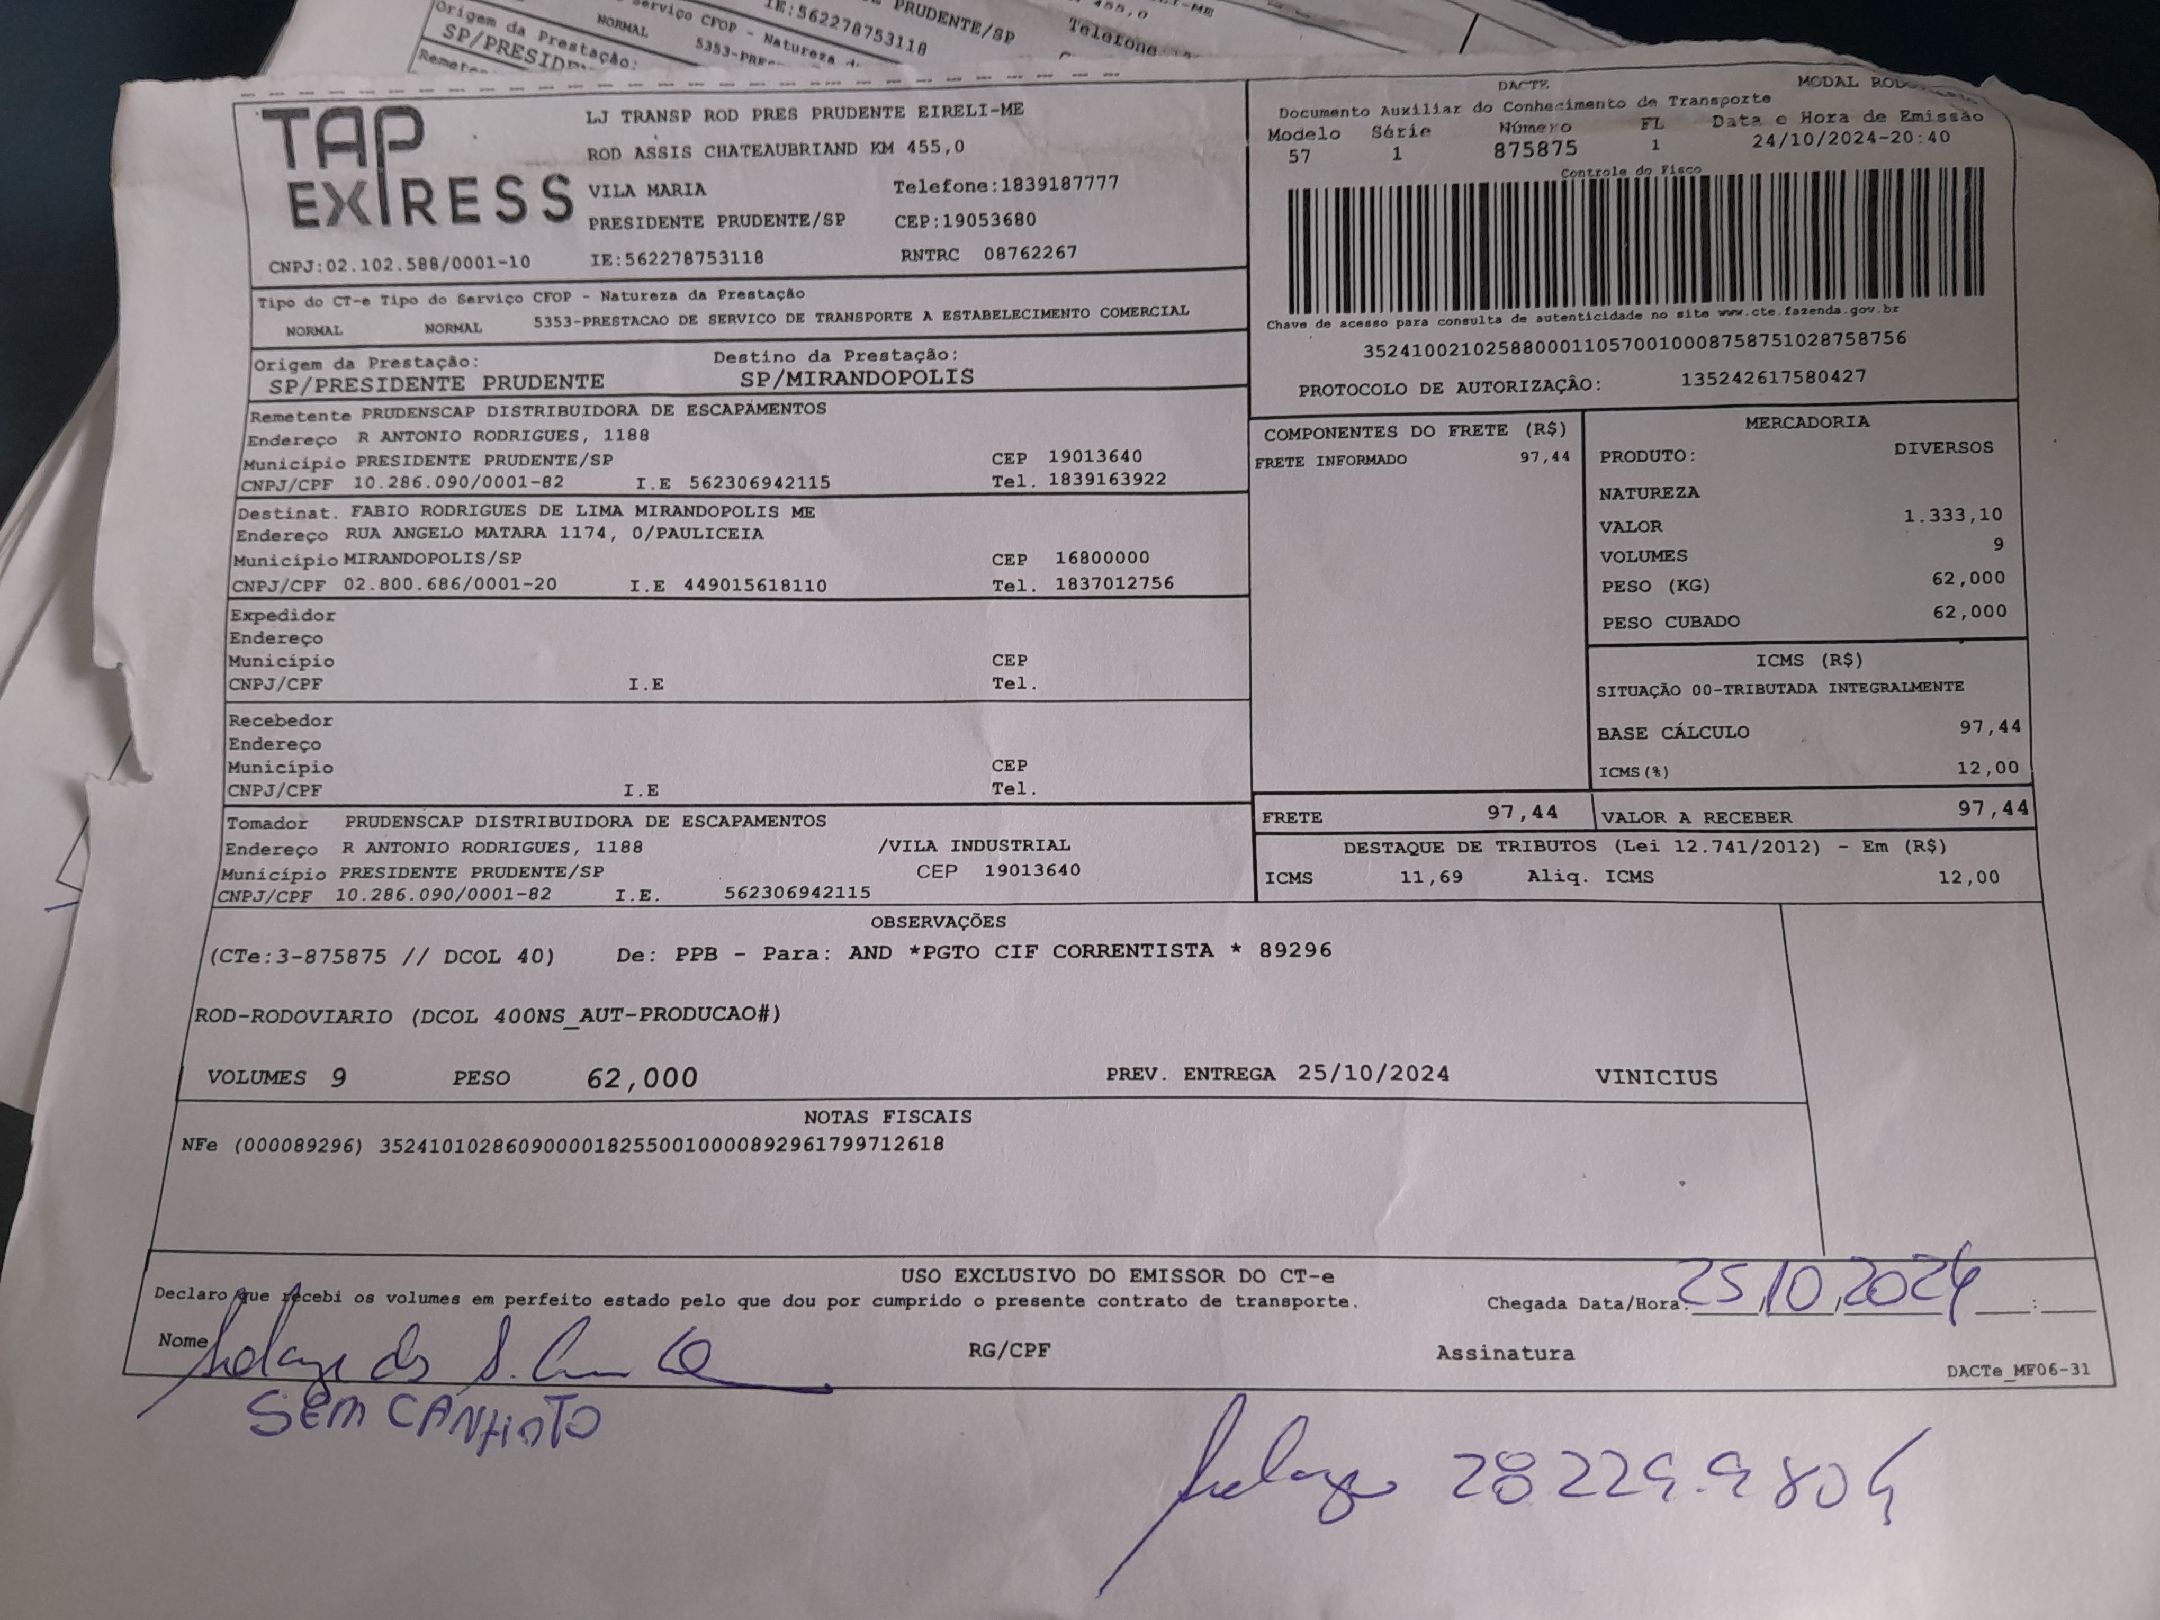 Origem da Prestação:
NORMAL
5353-PRE
IE:562278753118
PRUDENTE/SP
Telefone:
TAP EXPRESS
LJ TRANSP ROD PRES PRUDENTE EIRELI-ME
ROD ASSIS CHATEAUBRIAND KM 455,0
VILA MARIA Telefone:1839187777
PRESIDENTE PRUDENTE/SP CEP:19053680
CNPJ:02.102.588/0001-10 IE:562278753118 RNTRC 08762267
DACTE
Documento Auxiliar do Conhecimento de Transporte
Modelo Série Número FL Data e Hora de Emissão
57 1 875875 1 24/10/2024-20:40
Controle do Fisco
Chave de acesso para consulta de autenticidade no site www.cte.fazenda.gov.br
35241002102588000110570010008758751028758756
PROTOCOLO DE AUTORIZAÇÃO: 135242617580427
Tipo do CT-e Tipo do Serviço CFOP - Natureza da Prestação
NORMAL NORMAL 5353-PRESTACAO DE SERVICO DE TRANSPORTE A ESTABELECIMENTO COMERCIAL
Origem da Prestação: Destino da Prestação:
SP/PRESIDENTE PRUDENTE SP/MIRANDOPOLIS
Remetente PRUDENSCAP DISTRIBUIDORA DE ESCAPAMENTOS
Endereço R ANTONIO RODRIGUES, 1188
Município PRESIDENTE PRUDENTE/SP CEP 19013640
CNPJ/CPF 10.286.090/0001-82 I.E 562306942115 Tel. 1839163922
Destinat. FABIO RODRIGUES DE LIMA MIRANDOPOLIS ME
Endereço RUA ANGELO MATARA 1174, 0/PAULICEIA
Município MIRANDOPOLIS/SP CEP 16800000
CNPJ/CPF 02.800.686/0001-20 I.E 449015618110 Tel. 1837012756
Expedidor
Endereço
Município CEP
CNPJ/CPF I.E Tel.
Recebedor
Endereço
Município CEP
CNPJ/CPF I.E Tel.
Tomador PRUDENSCAP DISTRIBUIDORA DE ESCAPAMENTOS
Endereço R ANTONIO RODRIGUES, 1188 /VILA INDUSTRIAL
Município PRESIDENTE PRUDENTE/SP CEP 19013640
CNPJ/CPF 10.286.090/0001-82 I.E. 562306942115
COMPONENTES DO FRETE (R$)
FRETE INFORMADO 97,44
MERCADORIA
PRODUTO: DIVERSOS
NATUREZA
VALOR 1.333,10
VOLUMES 9
PESO (KG) 62,000
PESO CUBADO 62,000
ICMS (R$)
SITUAÇÃO 00-TRIBUTADA INTEGRALMENTE
BASE CÁLCULO 97,44
ICMS(%) 12,00
FRETE 97,44 VALOR A RECEBER 97,44
DESTAQUE DE TRIBUTOS (Lei 12.741/2012) - Em (R$)
ICMS 11,69 Aliq. ICMS 12,00
OBSERVAÇÕES
(CTe:3-875875 // DCOL 40) De: PPB - Para: AND *PGTO CIF CORRENTISTA * 89296
ROD-RODOVIARIO (DCOL 400NS_AUT-PRODUCAO#)
VOLUMES 9 PESO 62,000 PREV. ENTREGA 25/10/2024 VINICIUS
NOTAS FISCAIS
NFe (000089296) 35241010286090000182550010000892961799712618
USO EXCLUSIVO DO EMISSOR DO CT-e
Declaro que recebi os volumes em perfeito estado pelo que dou por cumprido o presente contrato de transporte. Chegada Data/Hora: 25/10/2024
Nome RG/CPF Assinatura
DACTe_MF06-31
SEM CANHOTO